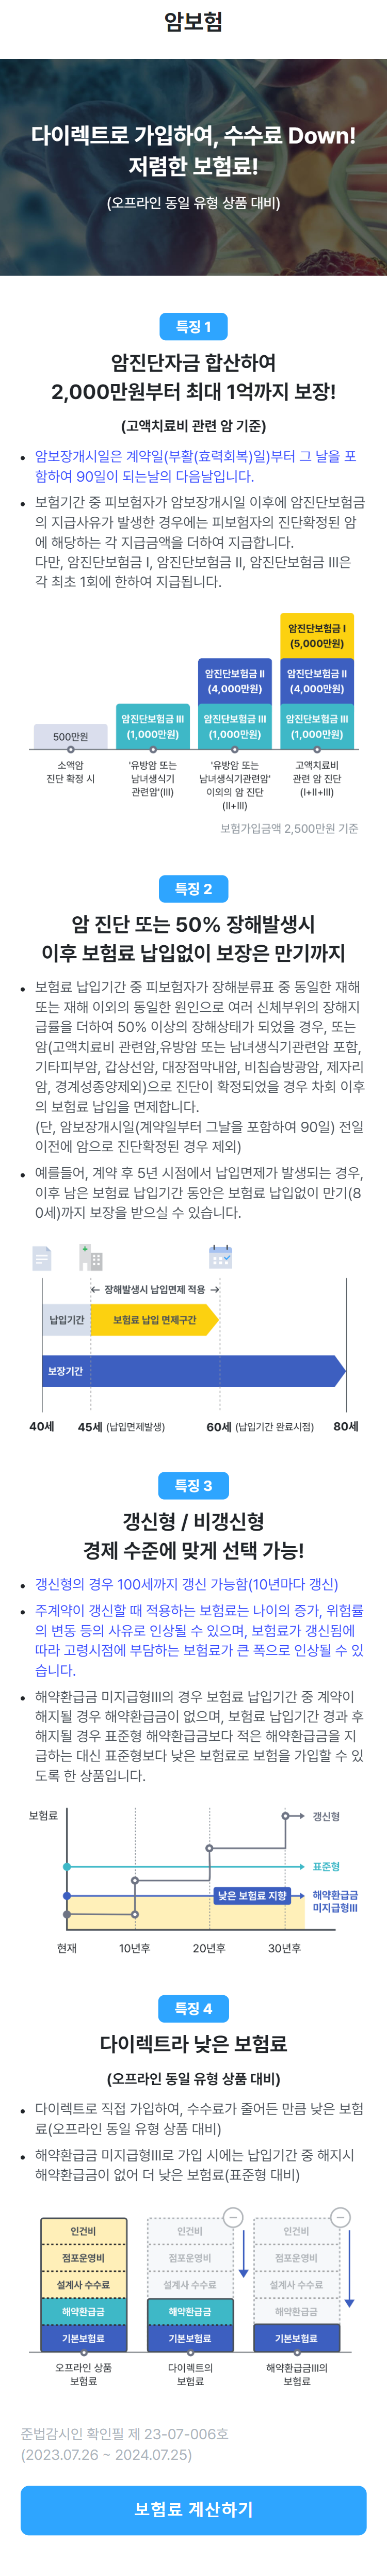 암보험
다이렉트로 가입하여, 수수료 Down!
저렴한 보험료!
(오프라인 동일 유형 상품 대비)
특징 1
암진단자금 합산하여
2,000만원부터 최대 1억까지 보장!
(고액치료비 관련 암 기준)
• 암보장개시일은 계약일(부활(효력회복)일)부터 그 날을 포
함하여 90일이 되는날의 다음날입니다.
• 보험기간 중 피보험자가 암보장개시일 이후에 암진단보험금
의 지급사유가 발생한 경우에는 피보험자의 진단확정된 암
에 해당하는 각 지급금액을 더하여 지급합니다.
다만, 암진단보험금 I, 암진단보험금 II, 암진단보험금 III은
각 최초 1회에 한하여 지급됩니다.
암진단보험금 I
(5,000만원)
암진단보험금 II
(4,000만원)
암진단보험금 II
(4,000만원)
암진단보험금 III
(1,000만원)
암진단보험금 III
(1,000만원)
암진단보험금 III
(1,000만원)
500만원
소액암
진단 확정 시
'유방암 또는
남녀생식기
관련암'(III)
'유방암 또는
남녀생식기관련암'
이외의 암 진단
(II+III)
고액치료비
관련 암 진단
(I+II+III)
보험가입금액 2,500만원 기준
특징 2
암 진단 또는 50% 장해발생시
이후 보험료 납입없이 보장은 만기까지
• 보험료 납입기간 중 피보험자가 장해분류표 중 동일한 재해
또는 재해 이외의 동일한 원인으로 여러 신체부위의 장해지
급률을 더하여 50% 이상의 장해상태가 되었을 경우, 또는
암(고액치료비 관련암,유방암 또는 남녀생식기관련암 포함,
기타피부암, 갑상선암, 대장점막내암, 비침습방광암, 제자리
암, 경계성종양제외)으로 진단이 확정되었을 경우 차회 이후
의 보험료 납입을 면제합니다.
(단, 암보장개시일(계약일부터 그날을 포함하여 90일) 전일
이전에 암으로 진단확정된 경우 제외)
• 예를들어, 계약 후 5년 시점에서 납입면제가 발생되는 경우,
이후 남은 보험료 납입기간 동안은 보험료 납입없이 만기(8
0세)까지 보장을 받으실 수 있습니다.
← 장해발생시 납입면제 적용 →
납입기간
보험료 납입 면제구간
보장기간
40세
45세 (납입면제발생)
60세 (납입기간 완료시점)
80세
특징 3
갱신형 / 비갱신형
경제 수준에 맞게 선택 가능!
• 갱신형의 경우 100세까지 갱신 가능함(10년마다 갱신)
• 주계약이 갱신할 때 적용하는 보험료는 나이의 증가, 위험률
의 변동 등의 사유로 인상될 수 있으며, 보험료가 갱신됨에
따라 고령시점에 부담하는 보험료가 큰 폭으로 인상될 수 있
습니다.
• 해약환급금 미지급형III의 경우 보험료 납입기간 중 계약이
해지될 경우 해약환급금이 없으며, 보험료 납입기간 경과 후
해지될 경우 표준형 해약환급금보다 적은 해약환급금을 지
급하는 대신 표준형보다 낮은 보험료로 보험을 가입할 수 있
도록 한 상품입니다.
보험료
갱신형
표준형
낮은 보험료 지향
해약환급금
미지급형III
현재
10년후
20년후
30년후
특징 4
다이렉트라 낮은 보험료
(오프라인 동일 유형 상품 대비)
• 다이렉트로 직접 가입하여, 수수료가 줄어든 만큼 낮은 보험
료(오프라인 동일 유형 상품 대비)
• 해약환급금 미지급형III로 가입 시에는 납입기간 중 해지시
해약환급금이 없어 더 낮은 보험료(표준형 대비)
인건비
점포운영비
설계사 수수료
해약환급금
기본보험료
오프라인 상품
보험료
인건비
점포운영비
설계사 수수료
해약환급금
기본보험료
다이렉트의
보험료
인건비
점포운영비
설계사 수수료
해약환급금
기본보험료
해약환급금III의
보험료
준법감시인 확인필 제 23-07-006호
(2023.07.26 ~ 2024.07.25)
보험료 계산하기